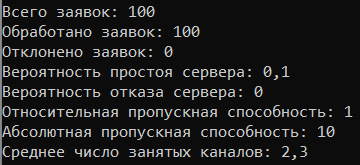 Всего заявок: 100
Обработано заявок: 100
Отклонено заявок: 0
Вероятность простоя сервера: 0,1
Вероятность отказа сервера: 0
Относительная пропускная способность: 1
Абсолютная пропускная способность: 10
Среднее число занятых каналов: 2,3